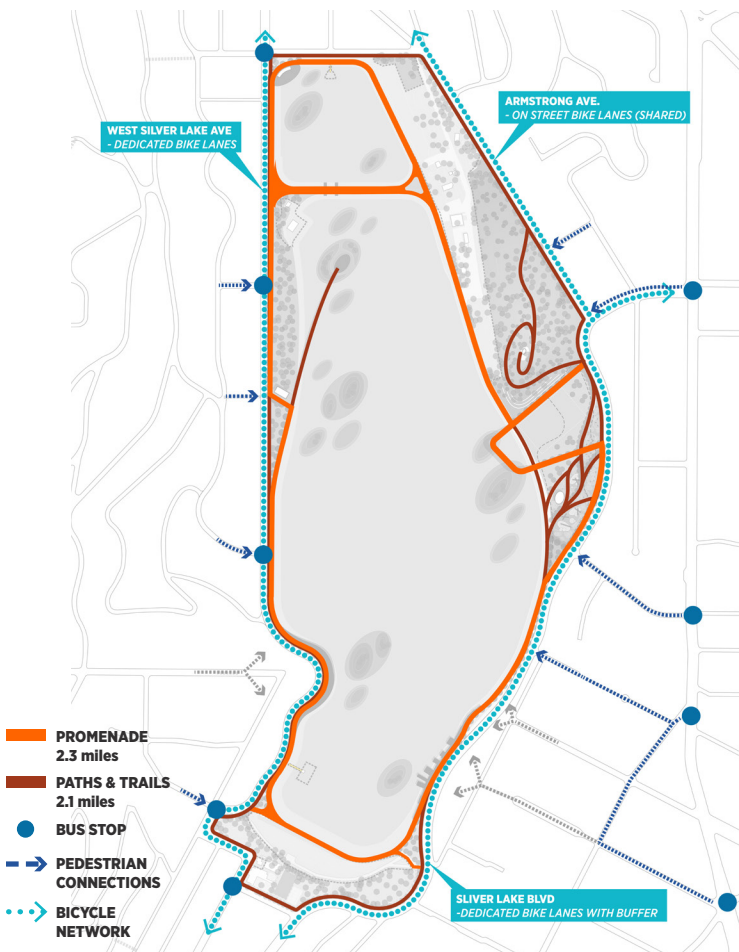 WEST SILVER LAKE AVE
- DEDICATED BIKE LANES
ARMSTRONG AVE.
- ON STREET BIKE LANES (SHARED)
PROMENADE
2.3 miles
PATHS & TRAILS
2.1 miles
BUS STOP
PEDESTRIAN
CONNECTIONS
BICYCLE
NETWORK
SLIVER LAKE BLVD
-DEDICATED BIKE LANES WITH BUFFER